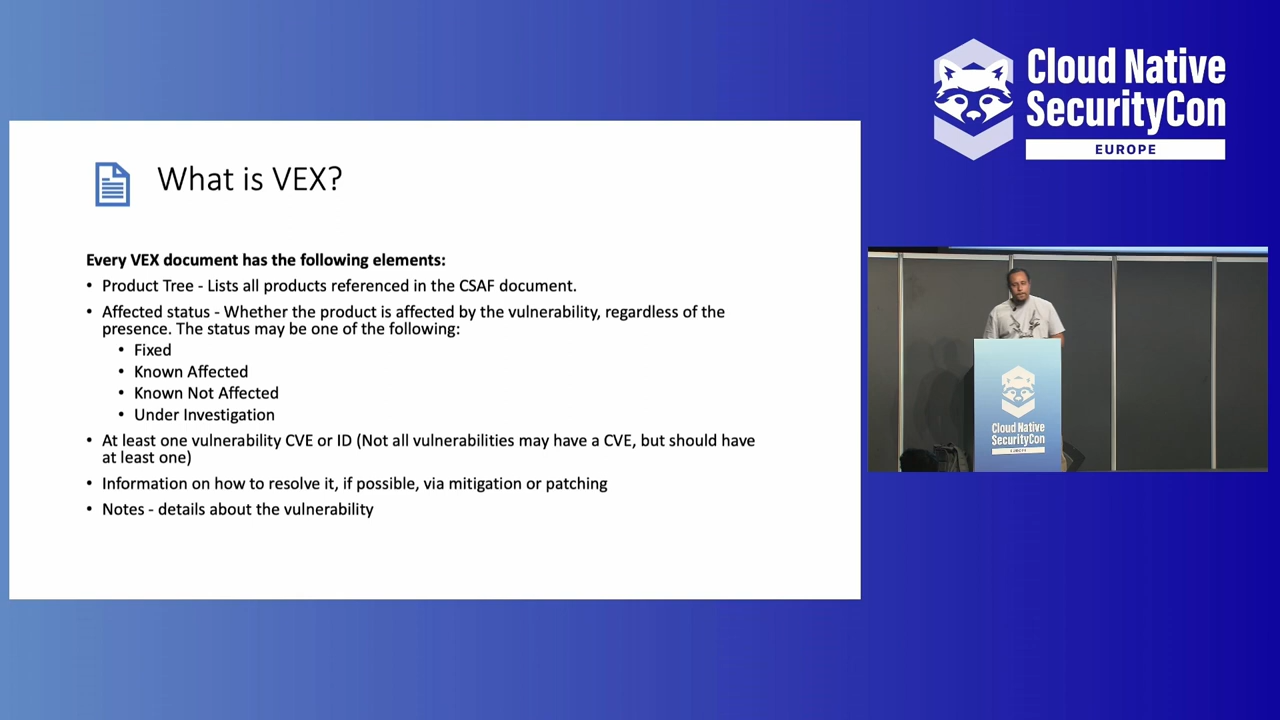 Cloud Native
SecurityCon
EUROPE
What is VEX?
Every VEX document has the following elements:
• Product Tree - Lists all products referenced in the CSAF document.
• Affected status - Whether the product is affected by the vulnerability, regardless of the
presence. The status may be one of the following:
• Fixed
• Known Affected
• Known Not Affected
• Under Investigation
• At least one vulnerability CVE or ID (Not all vulnerabilities may have a CVE, but should have
at least one)
• Information on how to resolve it, if possible, via mitigation or patching
• Notes - details about the vulnerability
Cloud Native
SecurityCon
EUROPE